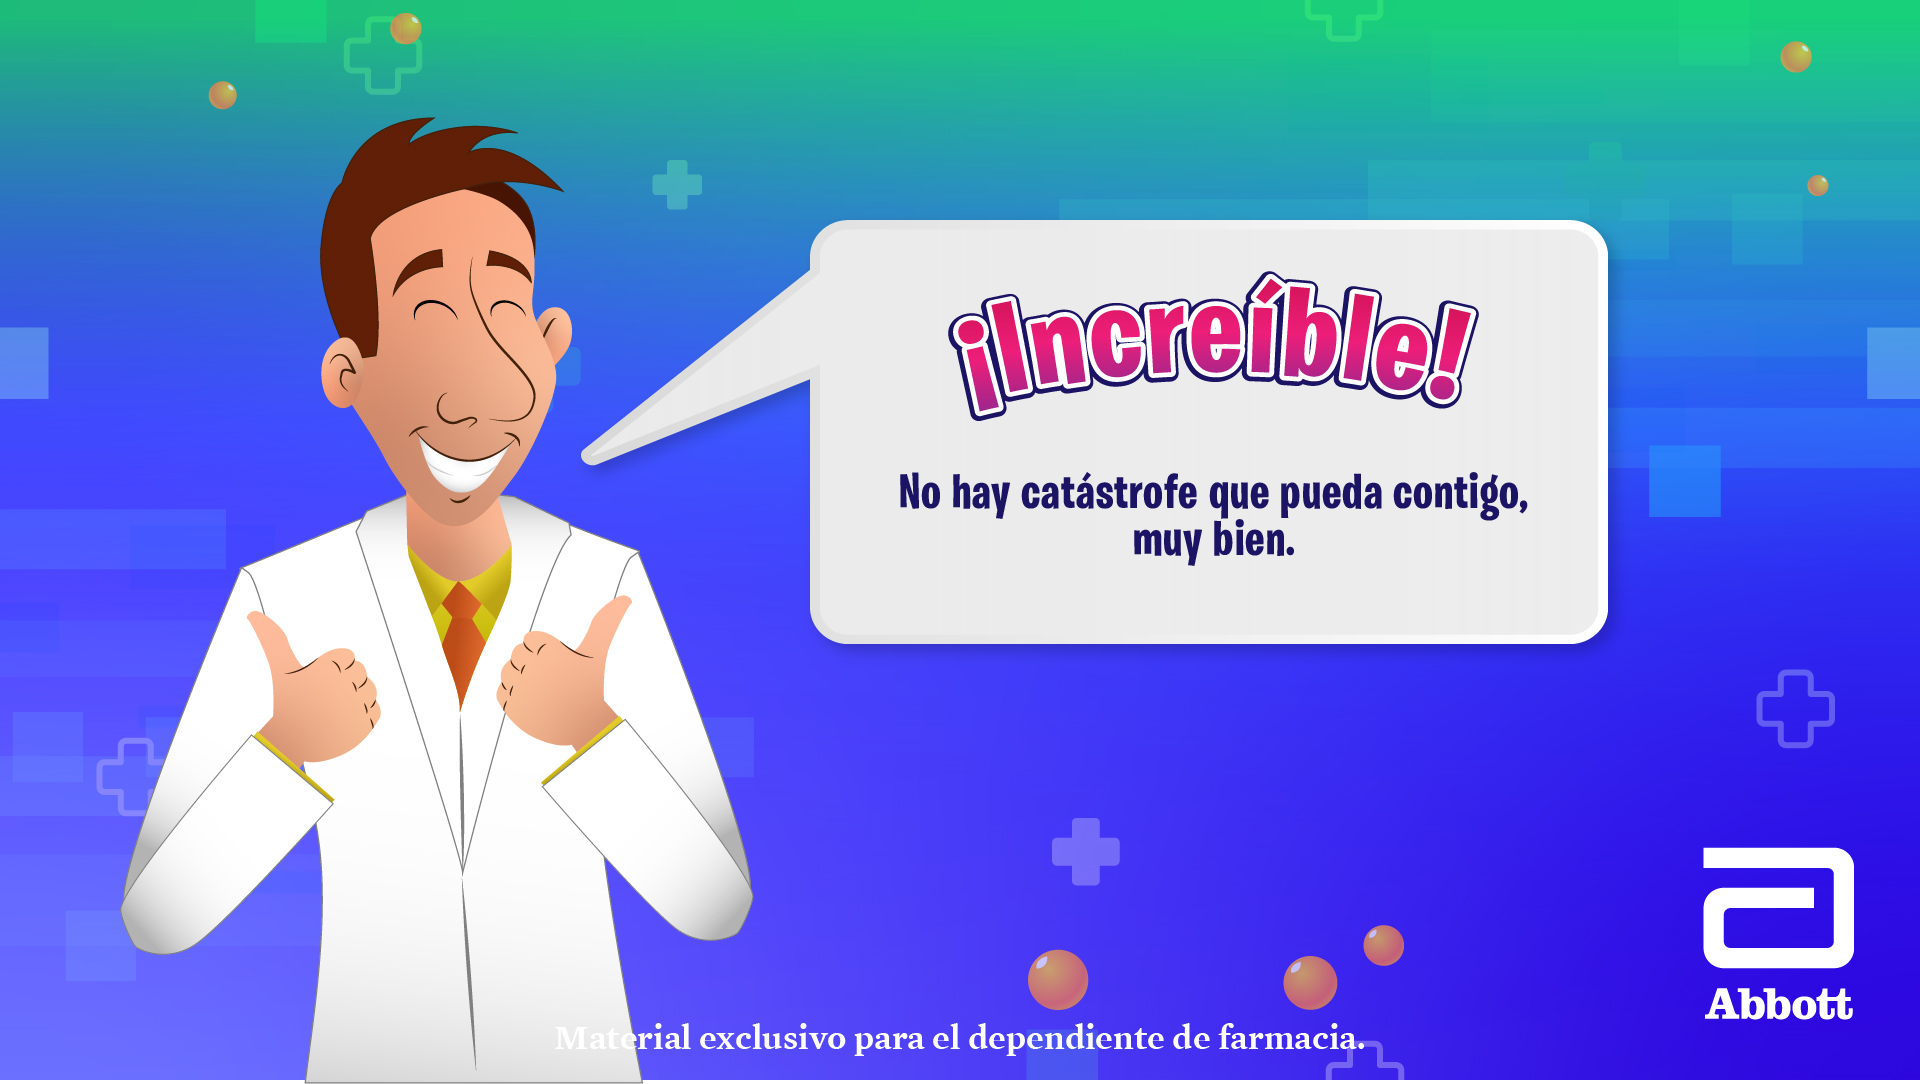 ¡Increíble!
No hay catástrofe que pueda contigo,
muy bien.
Abbott
Material exclusivo para el dependiente de farmacia.